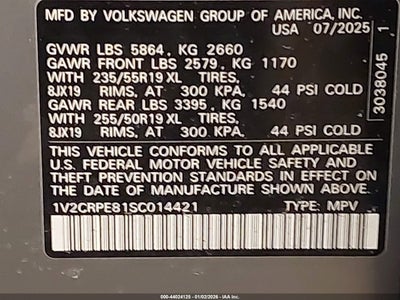 MFD BY VOLKSWAGEN GROUP OF AMERICA, INC.
USA 07/2025
GVWR LBS 5864, KG 2660
GAWR FRONT LBS 2579, KG 1170
WITH 235/55R19 XL TIRES,
8JX19 RIMS, AT 300 KPA, 44 PSI COLD
GAWR REAR LBS 3395, KG 1540
WITH 255/50R19 XL TIRES,
8JX19 RIMS, AT 300 KPA, 44 PSI COLD
THIS VEHICLE CONFORMS TO ALL APPLICABLE
U.S. FEDERAL MOTOR VEHICLE SAFETY, BUMPER,
AND THEFT PREVENTION STANDARDS IN EFFECT
ON THE DATE OF MANUFACTURE SHOWN ABOVE.
1V2CRPE81SC014421 TYPE: MPV
3038045 1
000-44024125 - 01/02/2026 - IAA Inc.